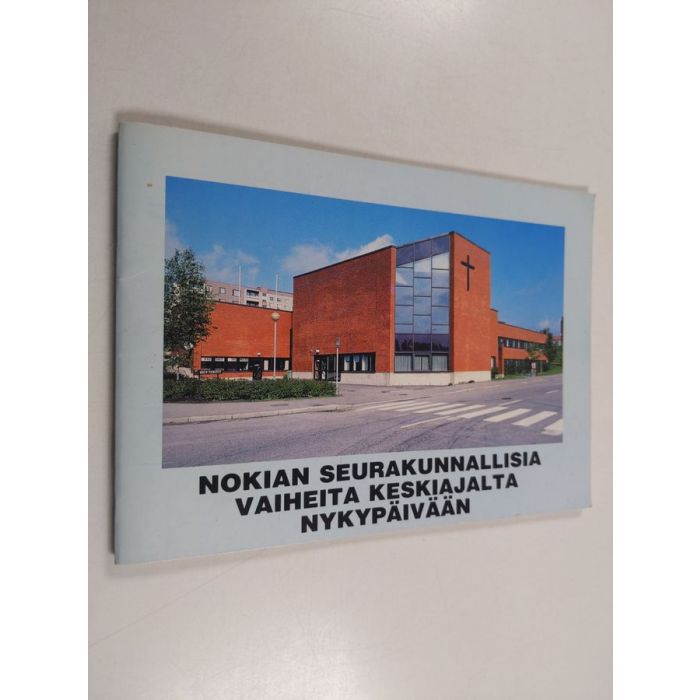 NOKIAN SEURAKUNNALLISIA
VAIHEITA KESKIAJALTA
NYKYPÄIVÄÄN